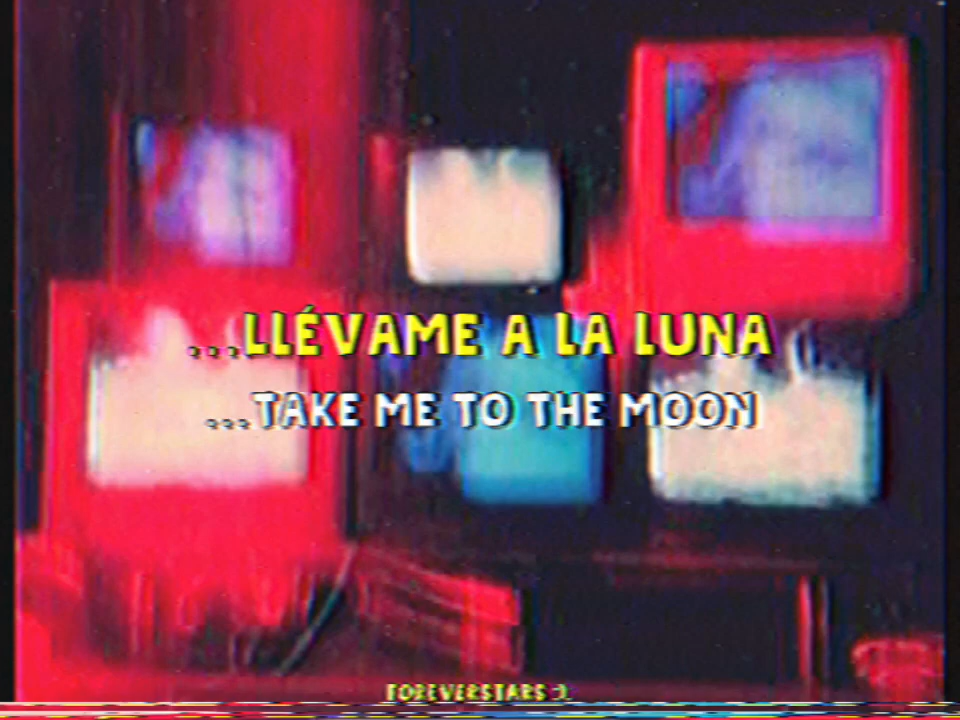 ...LLÉVAME A LA LUNA
...TAKE ME TO THE MOON
FOREVERSTARS :)